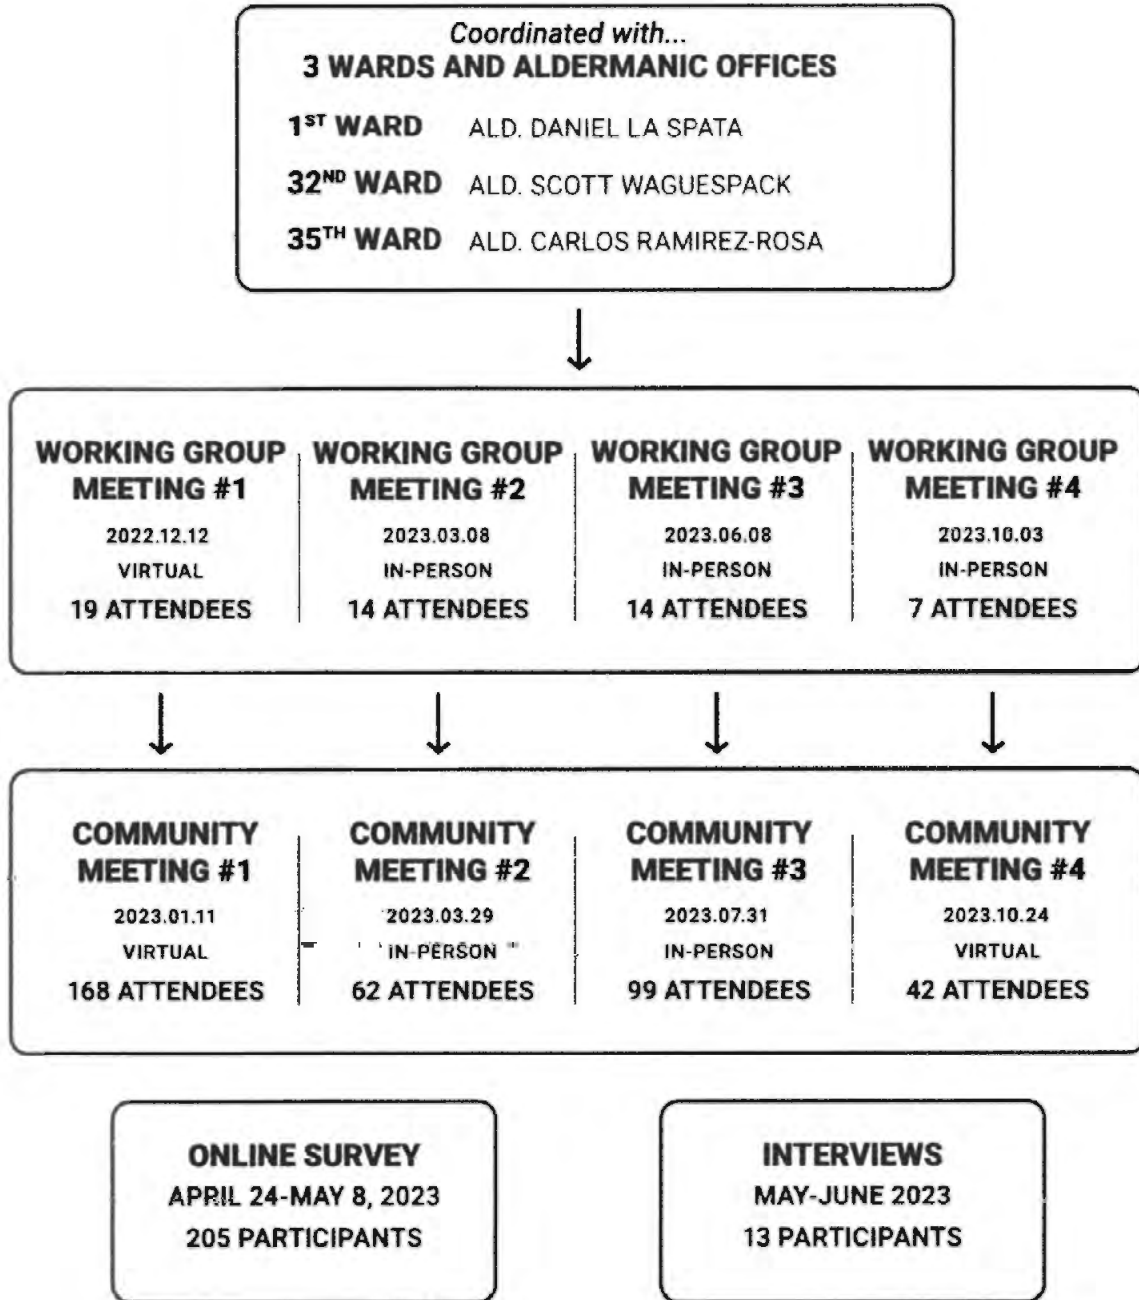 Coordinated with...
3 WARDS AND ALDERMANIC OFFICES
1ST WARD ALD. DANIEL LA SPATA
32ND WARD ALD. SCOTT WAGUESPACK
35TH WARD ALD. CARLOS RAMIREZ-ROSA
WORKING GROUP
MEETING #1
2022.12.12
VIRTUAL
19 ATTENDEES
WORKING GROUP
MEETING #2
2023.03.08
IN-PERSON
14 ATTENDEES
WORKING GROUP
MEETING #3
2023.06.08
IN-PERSON
14 ATTENDEES
WORKING GROUP
MEETING #4
2023.10.03
IN-PERSON
7 ATTENDEES
COMMUNITY
MEETING #1
2023.01.11
VIRTUAL
168 ATTENDEES
COMMUNITY
MEETING #2
2023.03.29
IN-PERSON
62 ATTENDEES
COMMUNITY
MEETING #3
2023.07.31
IN-PERSON
99 ATTENDEES
COMMUNITY
MEETING #4
2023.10.24
VIRTUAL
42 ATTENDEES
ONLINE SURVEY
APRIL 24-MAY 8, 2023
205 PARTICIPANTS
INTERVIEWS
MAY-JUNE 2023
13 PARTICIPANTS